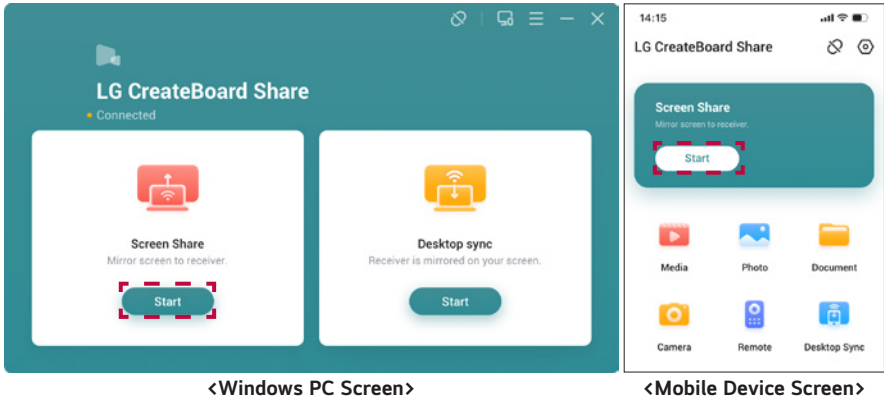 LG CreateBoard Share
Connected
Screen Share
Mirror screen to receiver.
Start
Desktop sync
Receiver is mirrored on your screen.
Start
<Windows PC Screen>
14:15
LG CreateBoard Share
Screen Share
Mirror screen to receiver.
Start
Media
Photo
Document
Camera
Remote
Desktop Sync
<Mobile Device Screen>